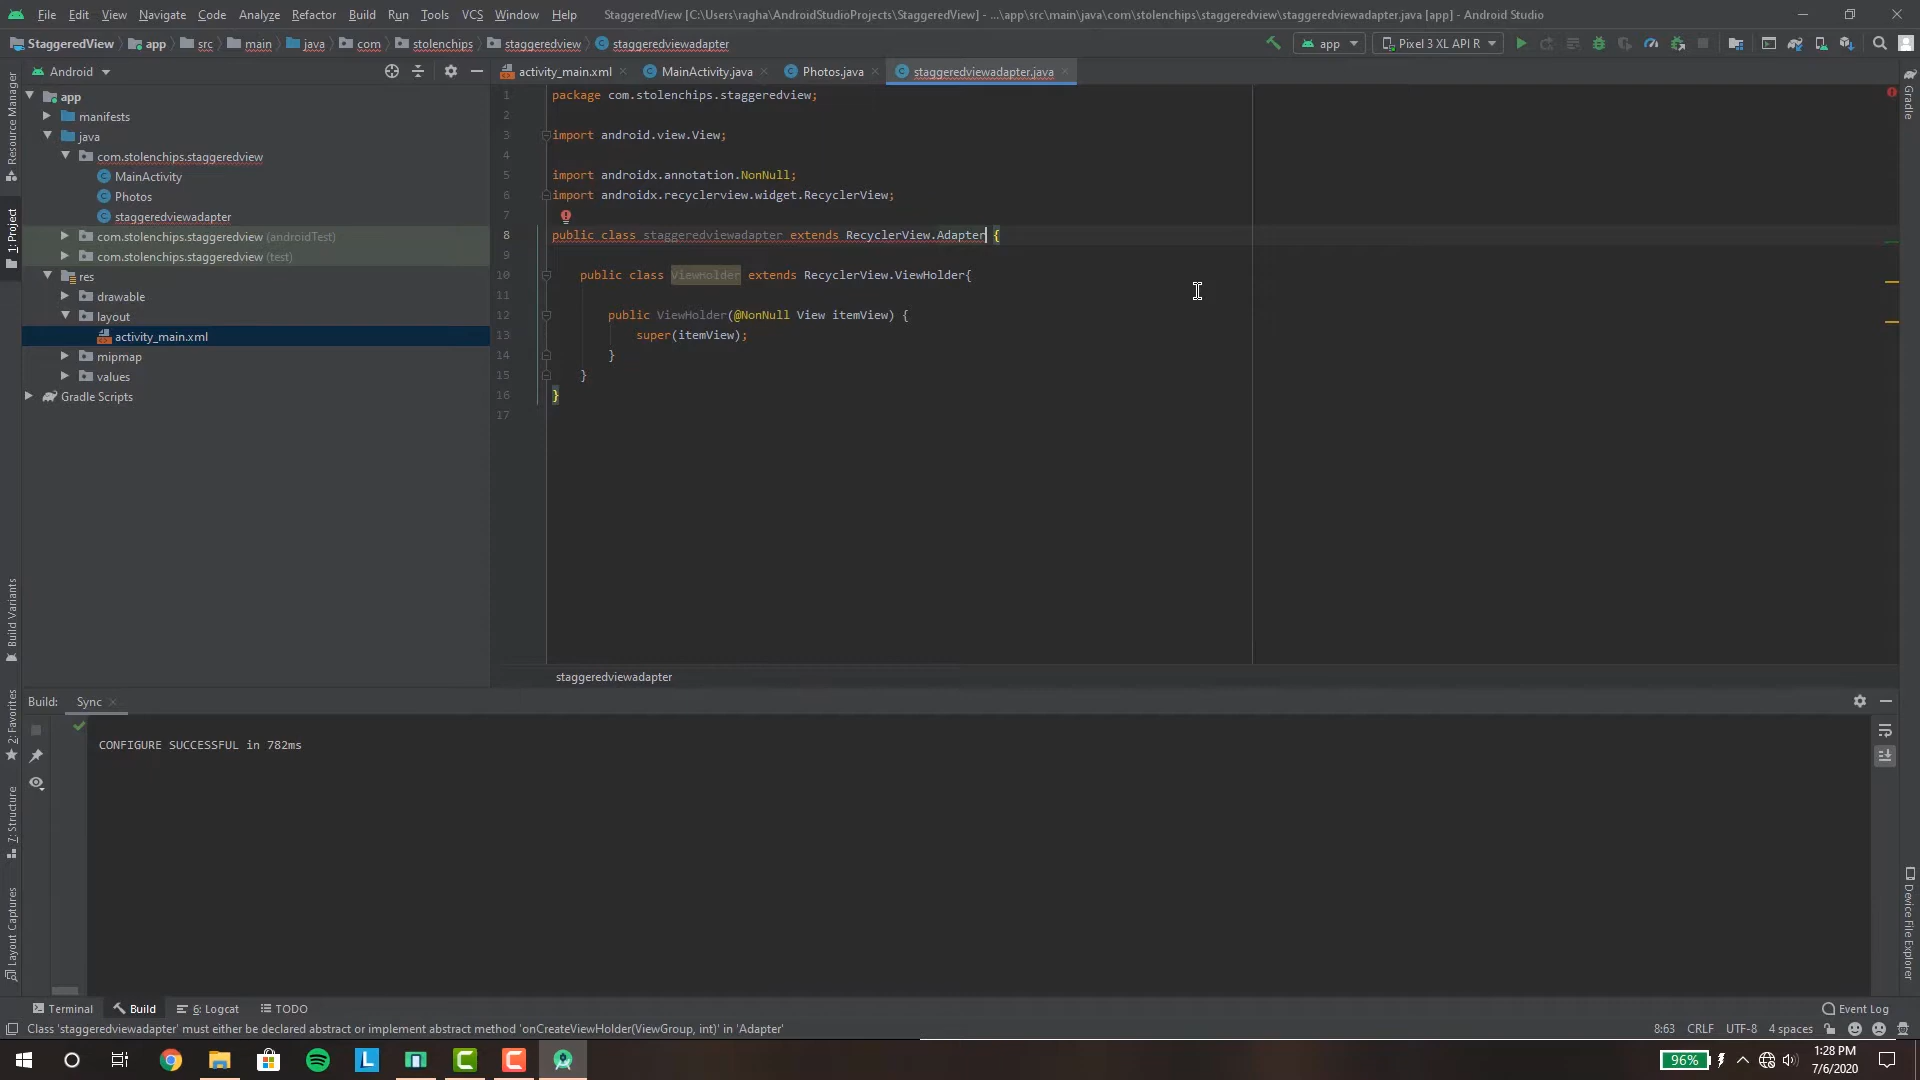 File Edit View Navigate Code Analyze Refactor Build Run Tools VCS Window Help StaggeredView [C:\Users\ragha\AndroidStudioProjects\StaggeredView] - ...\app\src\main\java\com\stolenchips\staggeredview\staggeredviewadapter.java [app] - Android Studio
StaggeredView app src main java com stolenchips staggeredview staggeredviewadapter app Pixel 3 XL API R
Android activity_main.xml MainActivity.java Photos.java staggeredviewadapter.java
app
manifests
java
com.stolenchips.staggeredview
MainActivity
Photos
staggeredviewadapter
com.stolenchips.staggeredview (androidTest)
com.stolenchips.staggeredview (test)
res
drawable
layout
activity_main.xml
mipmap
values
Gradle Scripts
1 package com.stolenchips.staggeredview;
2
3 import android.view.View;
4
5 import androidx.annotation.NonNull;
6 import androidx.recyclerview.widget.RecyclerView;
7
8 public class staggeredviewadapter extends RecyclerView.Adapter {
9
10 public class ViewHolder extends RecyclerView.ViewHolder{
11
12 public ViewHolder(@NonNull View itemView) {
13 super(itemView);
14 }
15 }
16 }
17
staggeredviewadapter
Resource Manager
1: Project
Build Variants
2: Favorites
7: Structure
Layout Captures
Gradle
Device File Explorer
Build: Sync
CONFIGURE SUCCESSFUL in 782ms
Terminal Build 6: Logcat TODO Event Log
Class 'staggeredviewadapter' must either be declared abstract or implement abstract method 'onCreateViewHolder(ViewGroup, int)' in 'Adapter' 8:63 CRLF UTF-8 4 spaces
96% 1:28 PM
7/6/2020